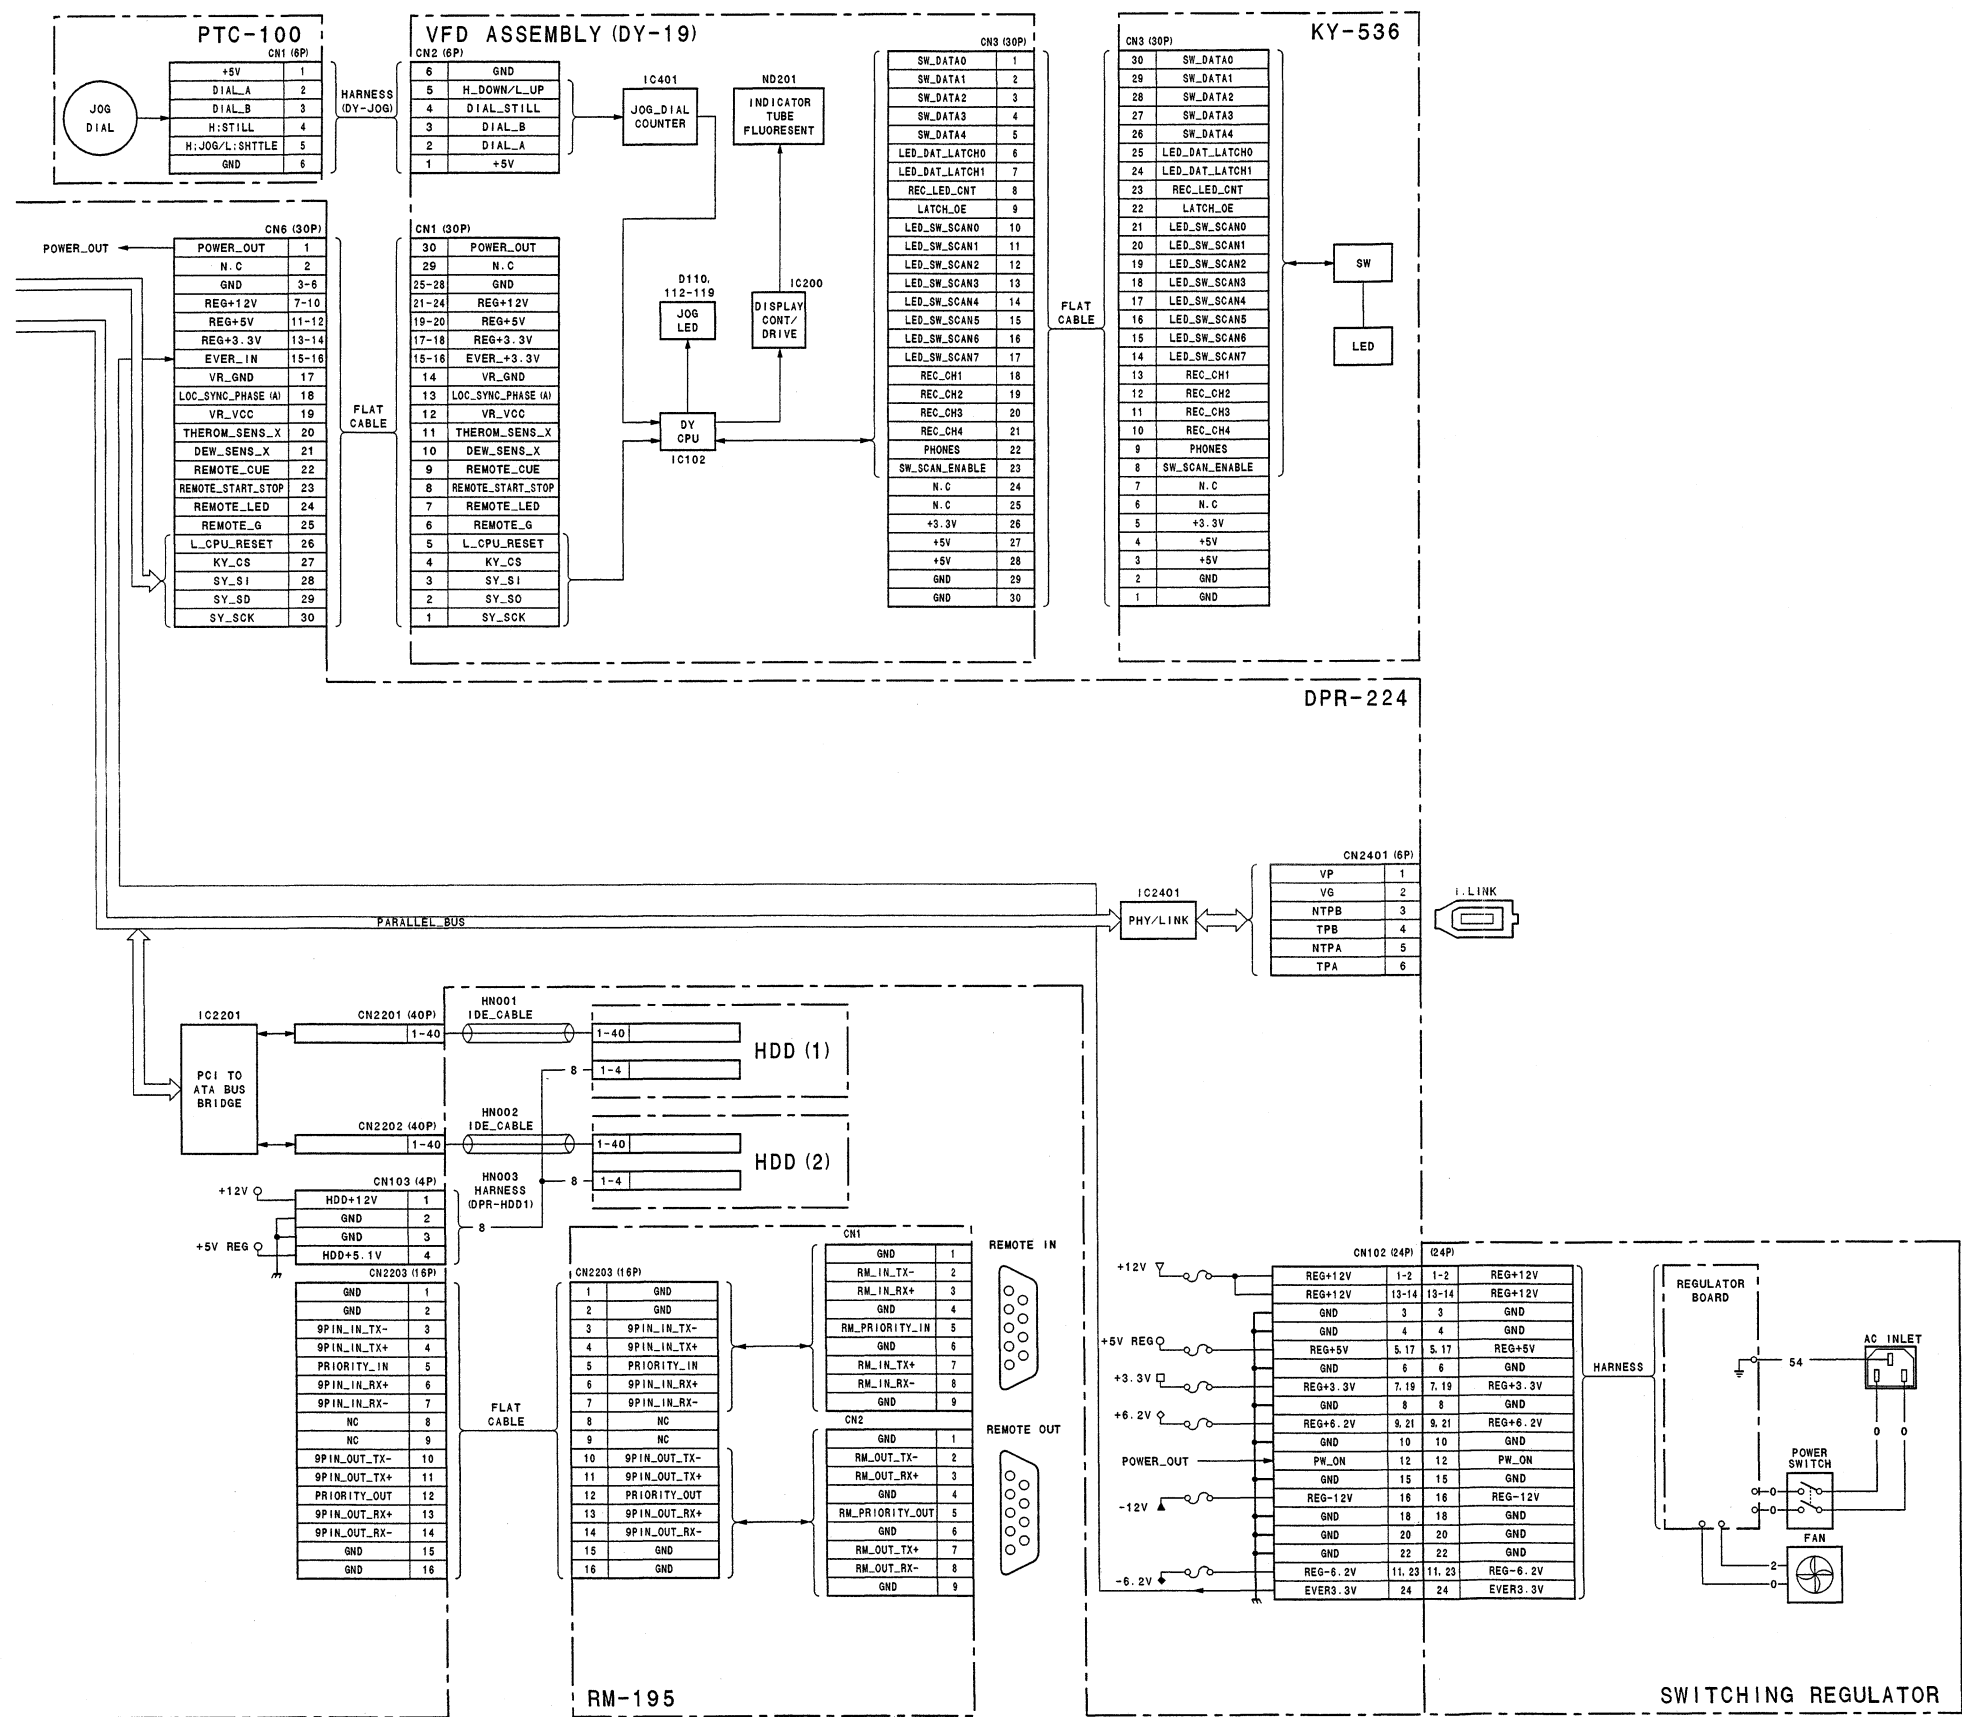 PTC-100
CN1 (6P)
JOG
DIAL
+5V 1
DIAL_A 2
DIAL_B 3
H:STILL 4
H:JOG/L:SHTTLE 5
GND 6
HARNESS
(DY-JOG)
VFD ASSEMBLY (DY-19)
CN2 (6P)
6 GND
5 H_DOWN/L_UP
4 DIAL_STILL
3 DIAL_B
2 DIAL_A
1 +5V
IC401
JOG_DIAL
COUNTER
ND201
INDICATOR
TUBE
FLUORESENT
CN3 (30P)
SW_DATA0 1
SW_DATA1 2
SW_DATA2 3
SW_DATA3 4
SW_DATA4 5
LED_DAT_LATCH0 6
LED_DAT_LATCH1 7
REC_LED_CNT 8
LATCH_OE 9
LED_SW_SCAN0 10
LED_SW_SCAN1 11
LED_SW_SCAN2 12
LED_SW_SCAN3 13
LED_SW_SCAN4 14
LED_SW_SCAN5 15
LED_SW_SCAN6 16
LED_SW_SCAN7 17
REC_CH1 18
REC_CH2 19
REC_CH3 20
REC_CH4 21
PHONES 22
SW_SCAN_ENABLE 23
N.C 24
N.C 25
+3.3V 26
+5V 27
+5V 28
GND 29
GND 30
FLAT
CABLE
KY-536
CN3 (30P)
30 SW_DATA0
29 SW_DATA1
28 SW_DATA2
27 SW_DATA3
26 SW_DATA4
25 LED_DAT_LATCH0
24 LED_DAT_LATCH1
23 REC_LED_CNT
22 LATCH_OE
21 LED_SW_SCAN0
20 LED_SW_SCAN1
19 LED_SW_SCAN2
18 LED_SW_SCAN3
17 LED_SW_SCAN4
16 LED_SW_SCAN5
15 LED_SW_SCAN6
14 LED_SW_SCAN7
13 REC_CH1
12 REC_CH2
11 REC_CH3
10 REC_CH4
9 PHONES
8 SW_SCAN_ENABLE
7 N.C
6 N.C
5 +3.3V
4 +5V
3 +5V
2 GND
1 GND
SW
LED
POWER_OUT
CN6 (30P)
POWER_OUT 1
N.C 2
GND 3-6
REG+12V 7-10
REG+5V 11-12
REG+3.3V 13-14
EVER_IN 15-16
VR_GND 17
LOC_SYNC_PHASE (A) 18
VR_VCC 19
THEROM_SENS_X 20
DEW_SENS_X 21
REMOTE_CUE 22
REMOTE_START_STOP 23
REMOTE_LED 24
REMOTE_G 25
L_CPU_RESET 26
KY_CS 27
SY_SI 28
SY_SO 29
SY_SCK 30
FLAT
CABLE
CN1 (30P)
30 POWER_OUT
29 N.C
25-28 GND
21-24 REG+12V
19-20 REG+5V
17-18 REG+3.3V
15-16 EVER_+3.3V
14 VR_GND
13 LOC_SYNC_PHASE (A)
12 VR_VCC
11 THEROM_SENS_X
10 DEW_SENS_X
9 REMOTE_CUE
8 REMOTE_START_STOP
7 REMOTE_LED
6 REMOTE_G
5 L_CPU_RESET
4 KY_CS
3 SY_SI
2 SY_SO
1 SY_SCK
D110,
112-119
JOG
LED
IC200
DISPLAY
CONT/
DRIVE
DY
CPU
IC102
DPR-224
PARALLEL_BUS
IC2401
PHY/LINK
CN2401 (6P)
VP 1
VG 2
NTPB 3
TPB 4
NTPA 5
TPA 6
i.LINK
IC2201
PCI TO
ATA BUS
BRIDGE
CN2201 (40P)
1-40
HN001
IDE_CABLE
1-40
8 1-4
HDD (1)
CN2202 (40P)
1-40
HN002
IDE_CABLE
1-40
8 1-4
HDD (2)
HN003
HARNESS
(DPR-HDD1)
8
CN103 (4P)
+12V
+5V REG
HDD+12V 1
GND 2
GND 3
HDD+5.1V 4
CN2203 (16P)
GND 1
GND 2
9PIN_IN_TX- 3
9PIN_IN_TX+ 4
PRIORITY_IN 5
9PIN_IN_RX+ 6
9PIN_IN_RX- 7
NC 8
NC 9
9PIN_OUT_TX- 10
9PIN_OUT_TX+ 11
PRIORITY_OUT 12
9PIN_OUT_RX+ 13
9PIN_OUT_RX- 14
GND 15
GND 16
FLAT
CABLE
CN2203 (16P)
1 GND
2 GND
3 9PIN_IN_TX-
4 9PIN_IN_TX+
5 PRIORITY_IN
6 9PIN_IN_RX+
7 9PIN_IN_RX-
8 NC
9 NC
10 9PIN_OUT_TX-
11 9PIN_OUT_TX+
12 PRIORITY_OUT
13 9PIN_OUT_RX+
14 9PIN_OUT_RX-
15 GND
16 GND
CN1
GND 1
RM_IN_TX- 2
RM_IN_RX+ 3
GND 4
RM_PRIORITY_IN 5
GND 6
RM_IN_TX+ 7
RM_IN_RX- 8
GND 9
REMOTE IN
CN2
GND 1
RM_OUT_TX- 2
RM_OUT_RX+ 3
GND 4
RM_PRIORITY_OUT 5
GND 6
RM_OUT_TX+ 7
RM_OUT_RX- 8
GND 9
REMOTE OUT
RM-195
+12V
+5V REG
+3.3V
+6.2V
POWER_OUT
-12V
-6.2V
CN102 (24P) (24P)
REG+12V 1-2 1-2 REG+12V
REG+12V 13-14 13-14 REG+12V
GND 3 3 GND
GND 4 4 GND
REG+5V 5.17 5.17 REG+5V
GND 6 6 GND
REG+3.3V 7.19 7.19 REG+3.3V
GND 8 8 GND
REG+6.2V 9.21 9.21 REG+6.2V
GND 10 10 GND
PW_ON 12 12 PW_ON
GND 15 15 GND
REG-12V 16 16 REG-12V
GND 18 18 GND
GND 20 20 GND
GND 22 22 GND
REG-6.2V 11.23 11.23 REG-6.2V
EVER3.3V 24 24 EVER3.3V
HARNESS
REGULATOR
BOARD
54
AC INLET
0 0
POWER
SWITCH
0
0
FAN
2
0
SWITCHING REGULATOR